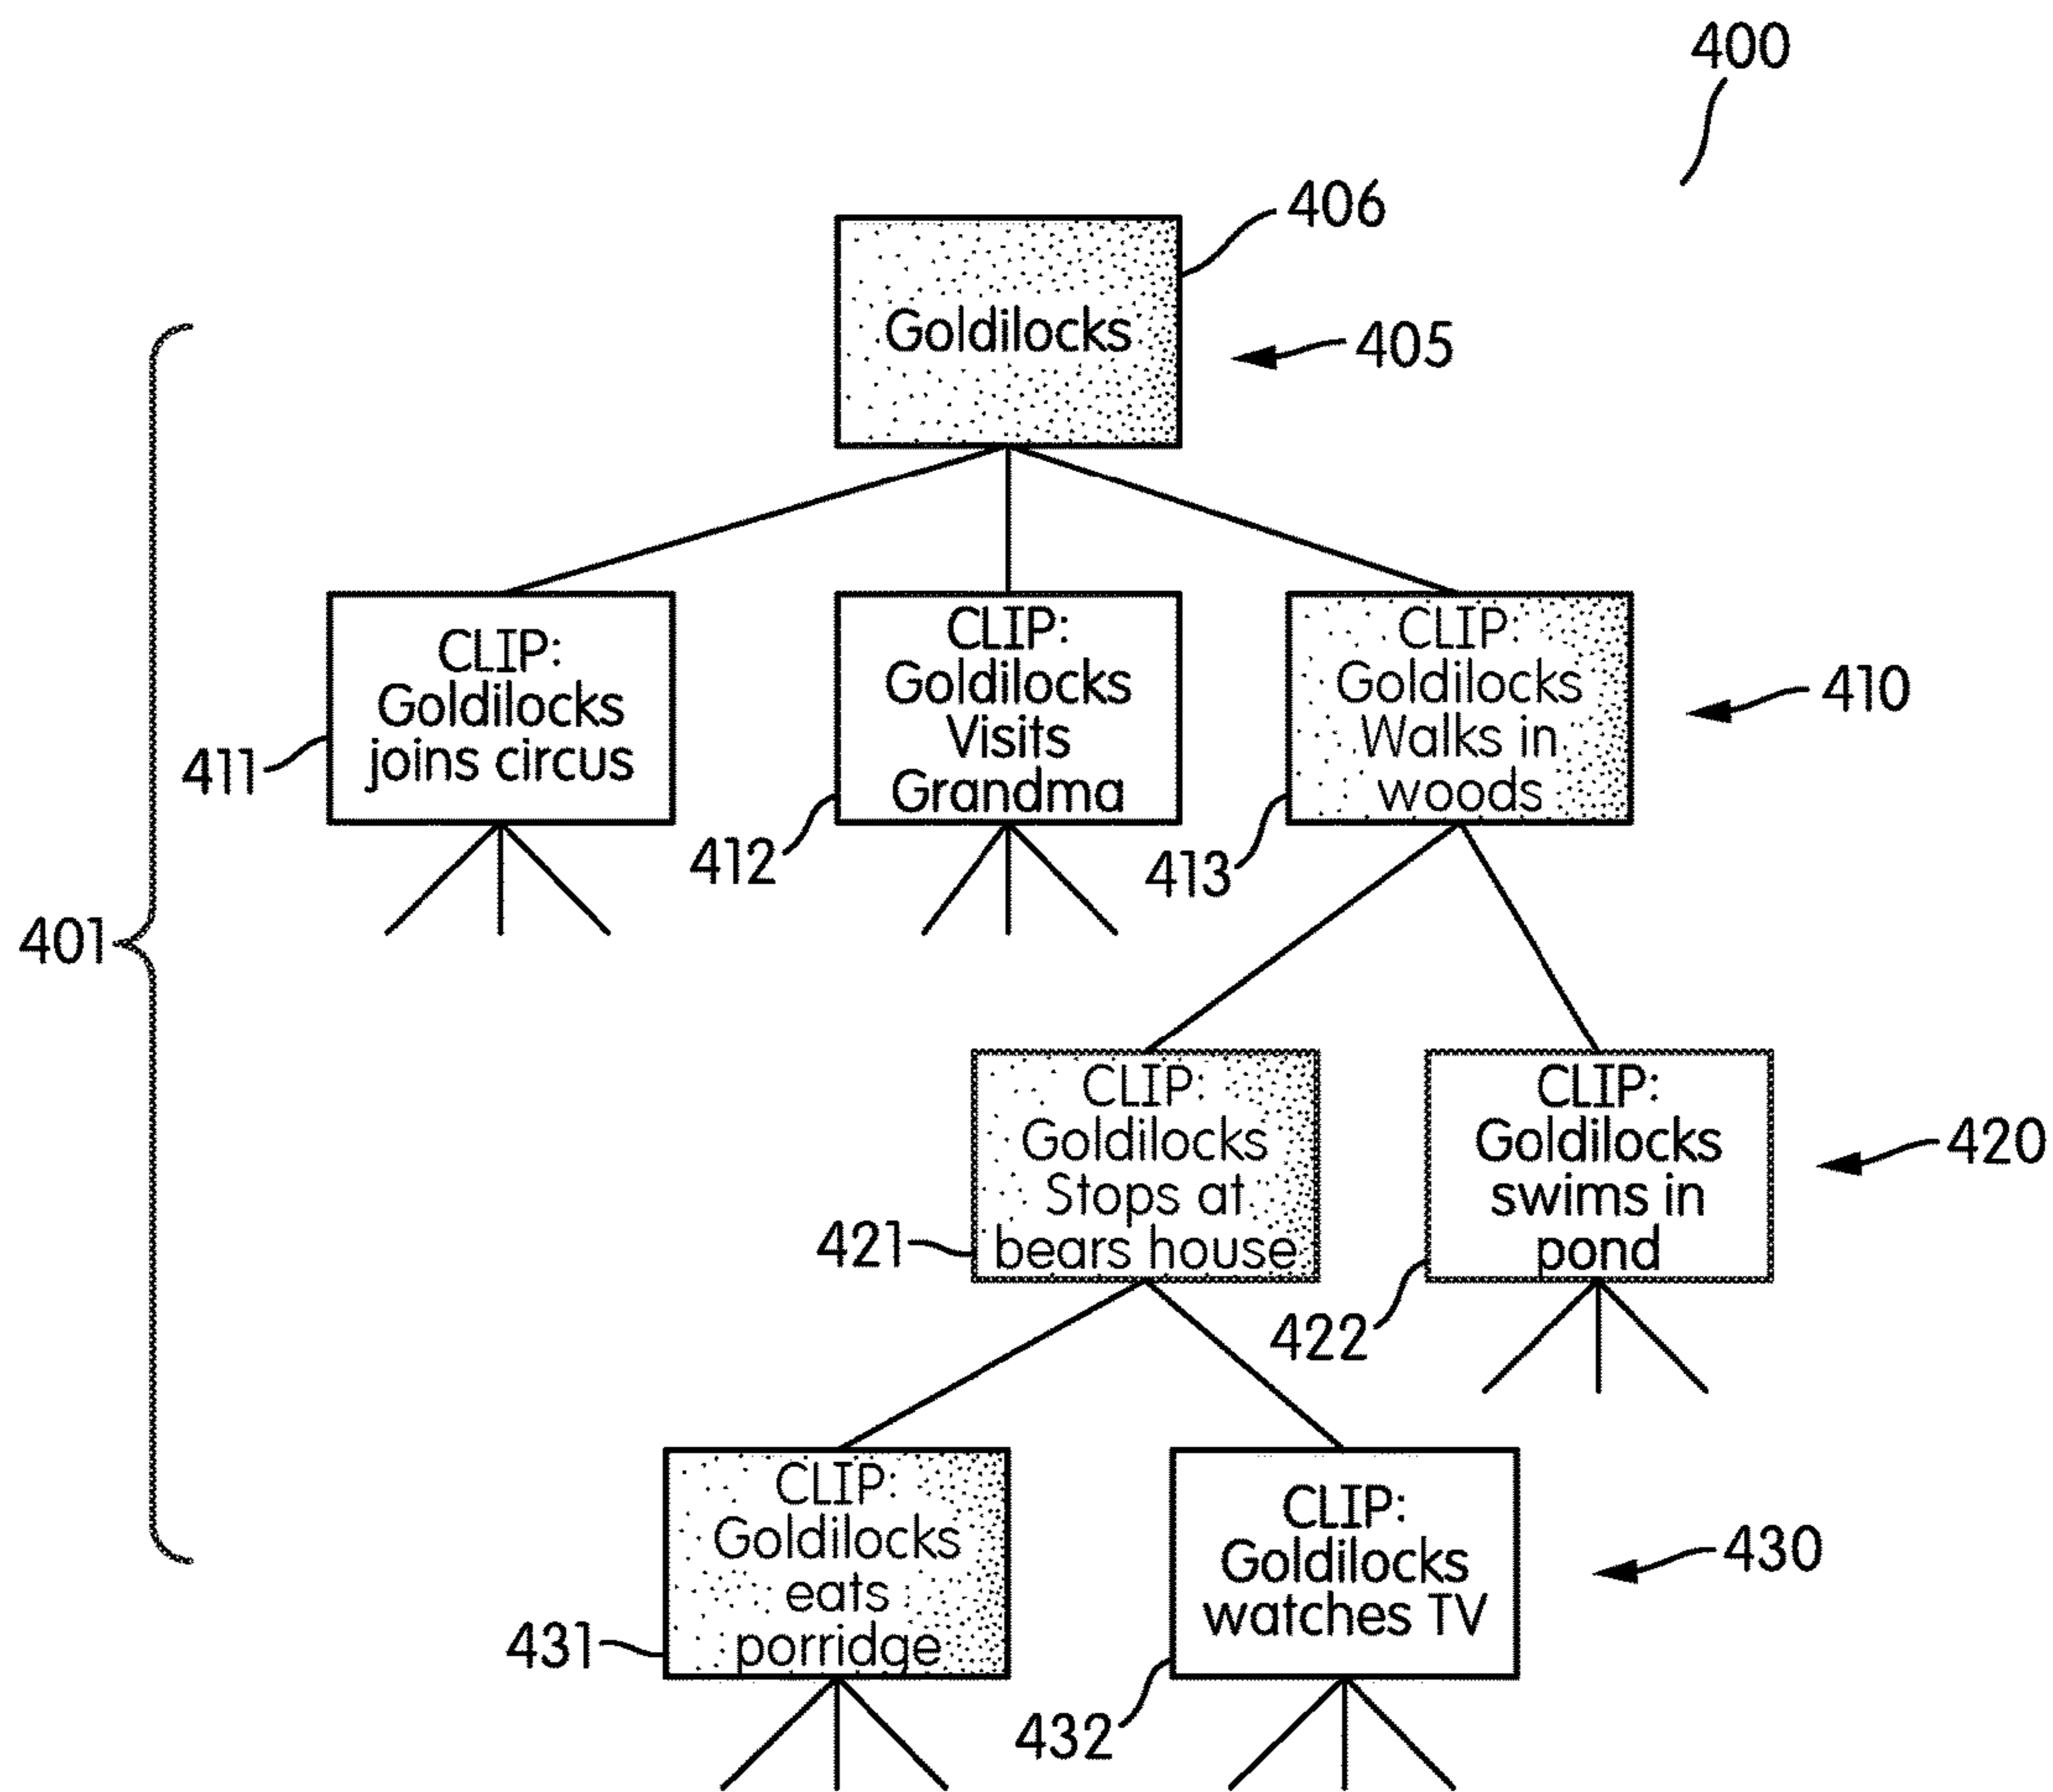 400
406
Goldilocks
405
CLIP:
Goldilocks
joins circus
411
CLIP:
Goldilocks
Visits
Grandma
412
CLIP:
Goldilocks
Walks in
woods
413
410
401
CLIP:
Goldilocks
Stops at
bears house
421
CLIP:
Goldilocks
swims in
pond
422
420
CLIP:
Goldilocks
eats
porridge
431
CLIP:
Goldilocks
watches TV
432
430